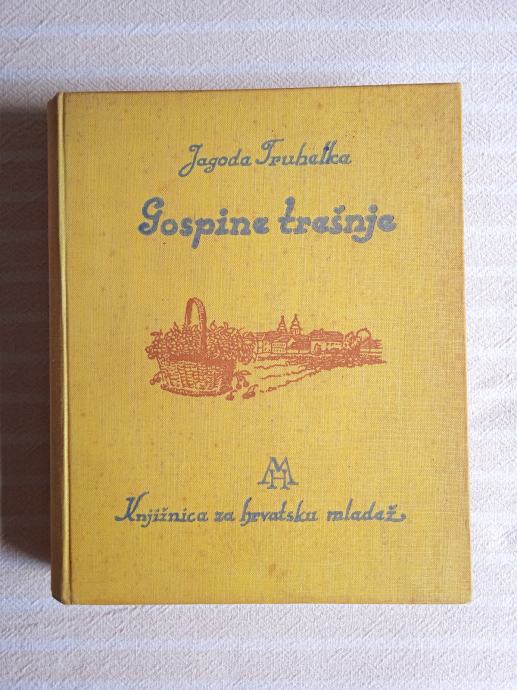 Jagoda Truhelka
Gospine trešnje
MH
Knjižnica za hrvatsku mladež